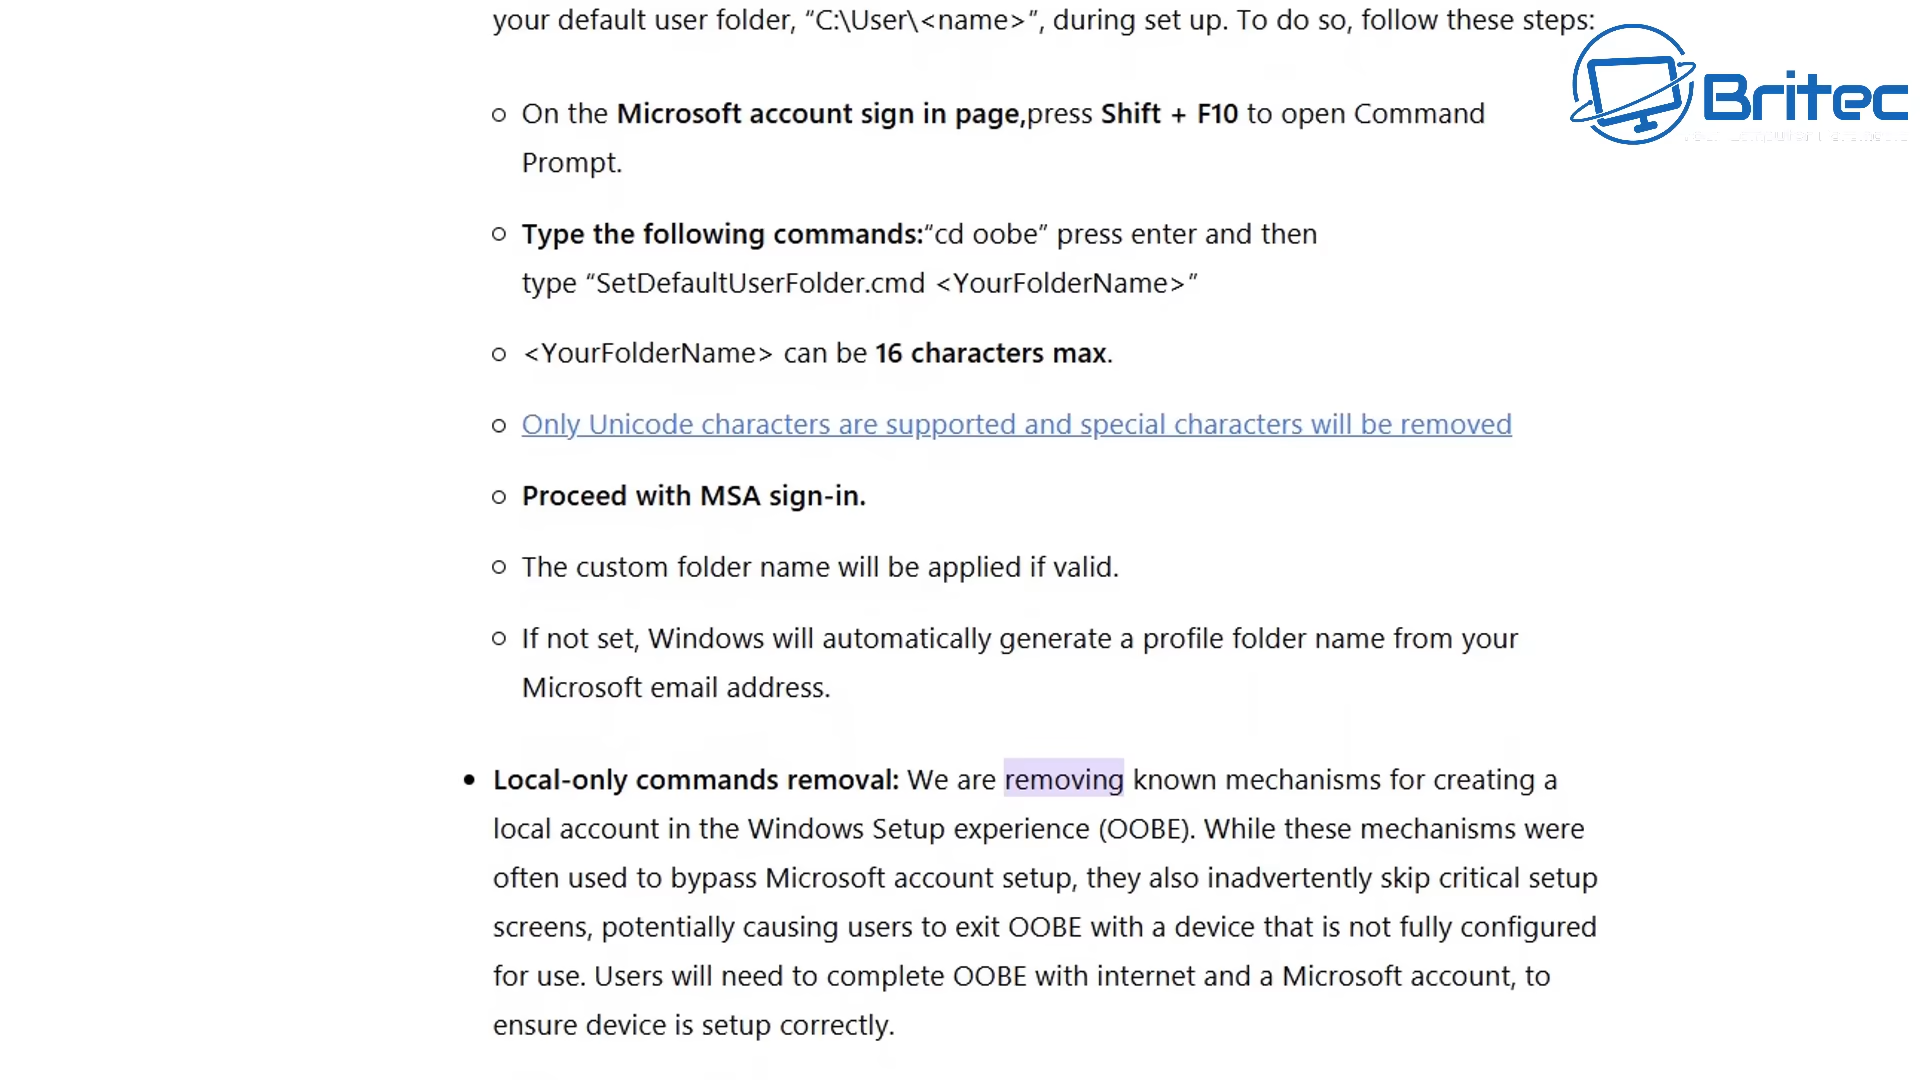 your default user folder, “C:\User\<name>”, during set up. To do so, follow these steps:
Britec
On the Microsoft account sign in page,press Shift + F10 to open Command
Prompt.
Type the following commands:“cd oobe” press enter and then
type “SetDefaultUserFolder.cmd <YourFolderName>”
<YourFolderName> can be 16 characters max.
Only Unicode characters are supported and special characters will be removed
Proceed with MSA sign-in.
The custom folder name will be applied if valid.
If not set, Windows will automatically generate a profile folder name from your
Microsoft email address.
Local-only commands removal: We are removing known mechanisms for creating a
local account in the Windows Setup experience (OOBE). While these mechanisms were
often used to bypass Microsoft account setup, they also inadvertently skip critical setup
screens, potentially causing users to exit OOBE with a device that is not fully configured
for use. Users will need to complete OOBE with internet and a Microsoft account, to
ensure device is setup correctly.